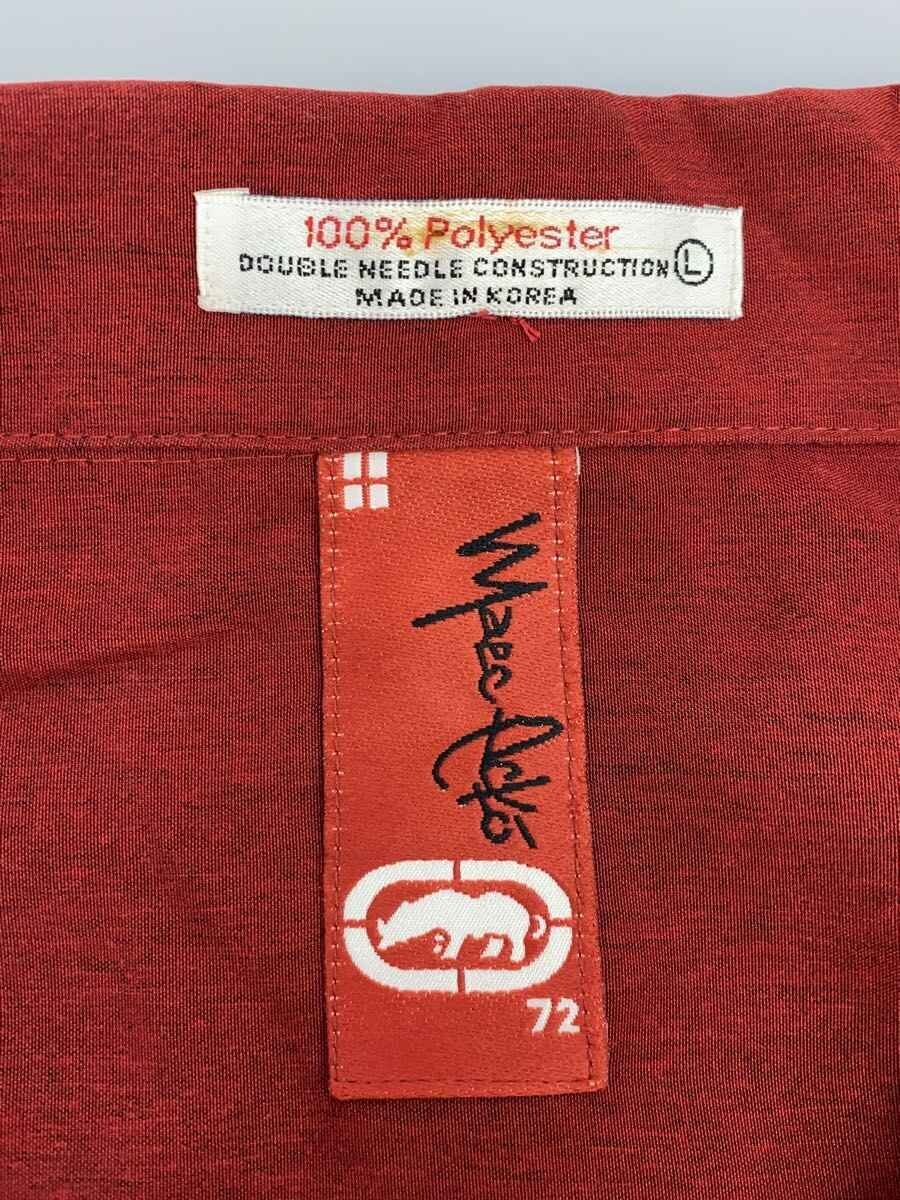 100% Polyester
DOUBLE NEEDLE CONSTRUCTION L
MADE IN KOREA
Marc Ecko
72